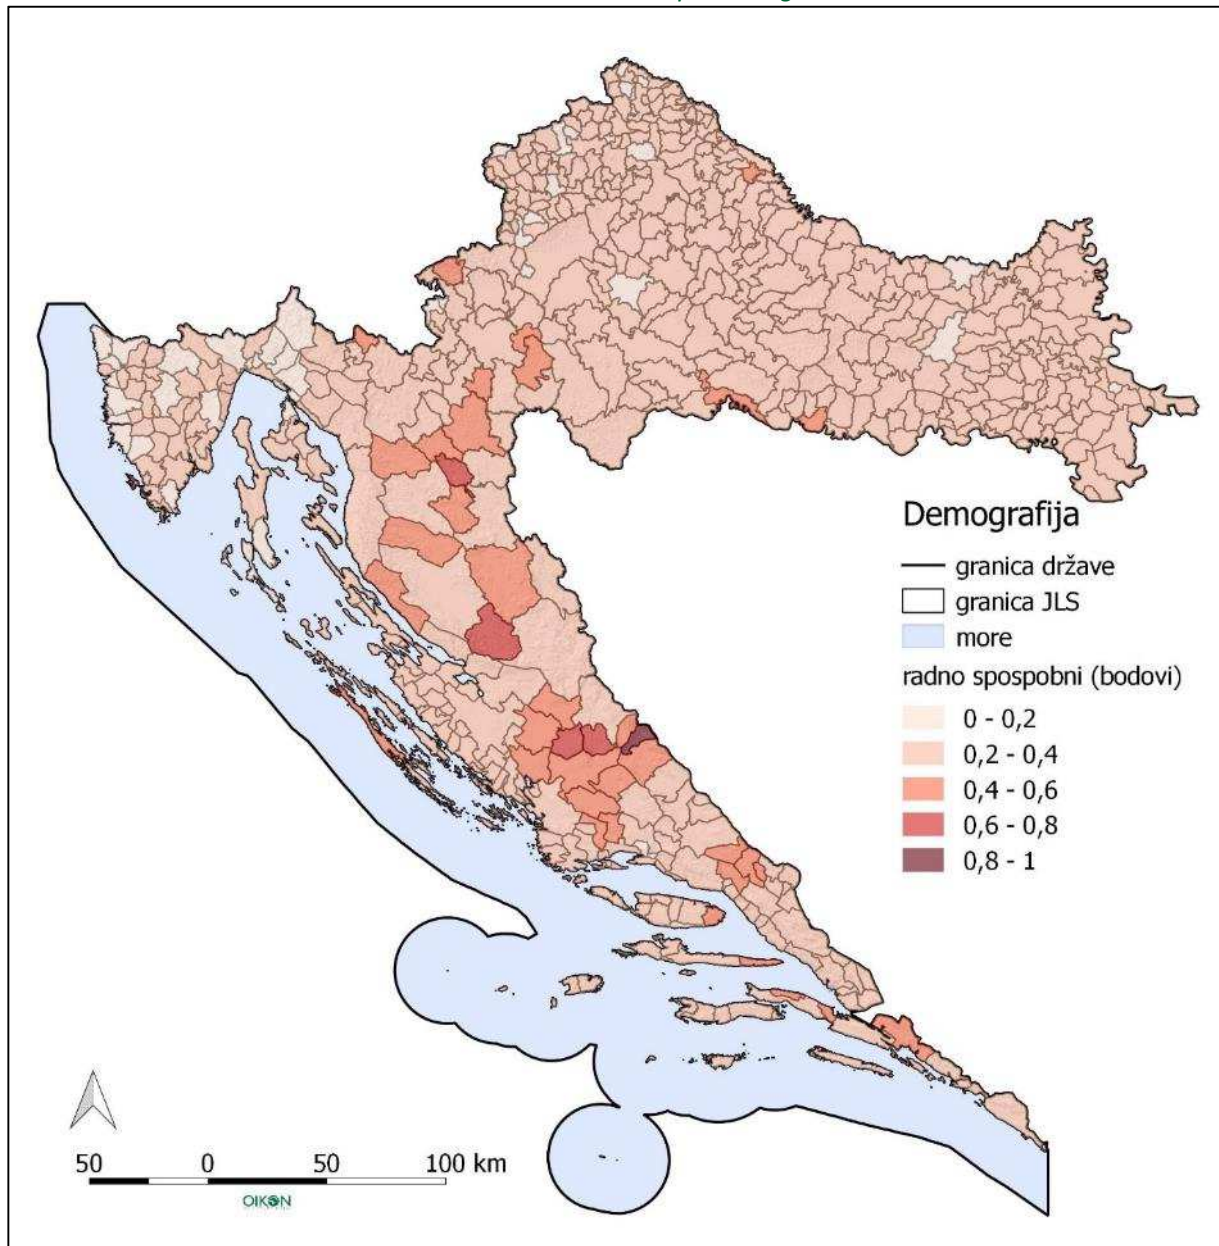 Demografija
granica države
granica JLS
more
radno spospobni (bodovi)
0 - 0,2
0,2 - 0,4
0,4 - 0,6
0,6 - 0,8
0,8 - 1
50 0 50 100 km
OIKON